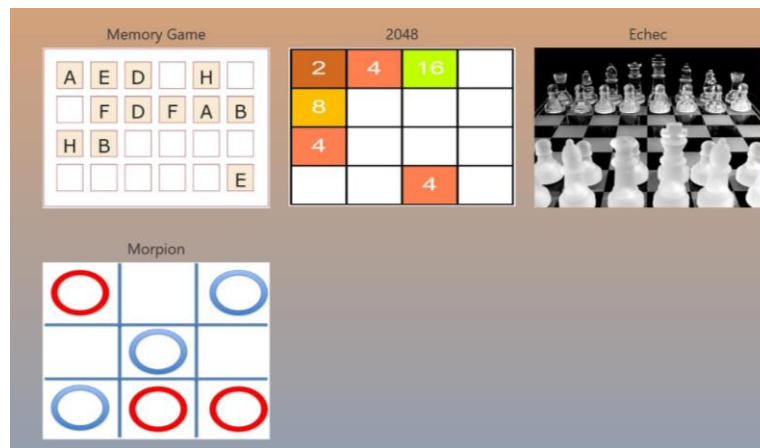 Memory Game
A E D H
F D F A B
H B
E
2048
2 4 16
8
4
4
Echec
Morpion